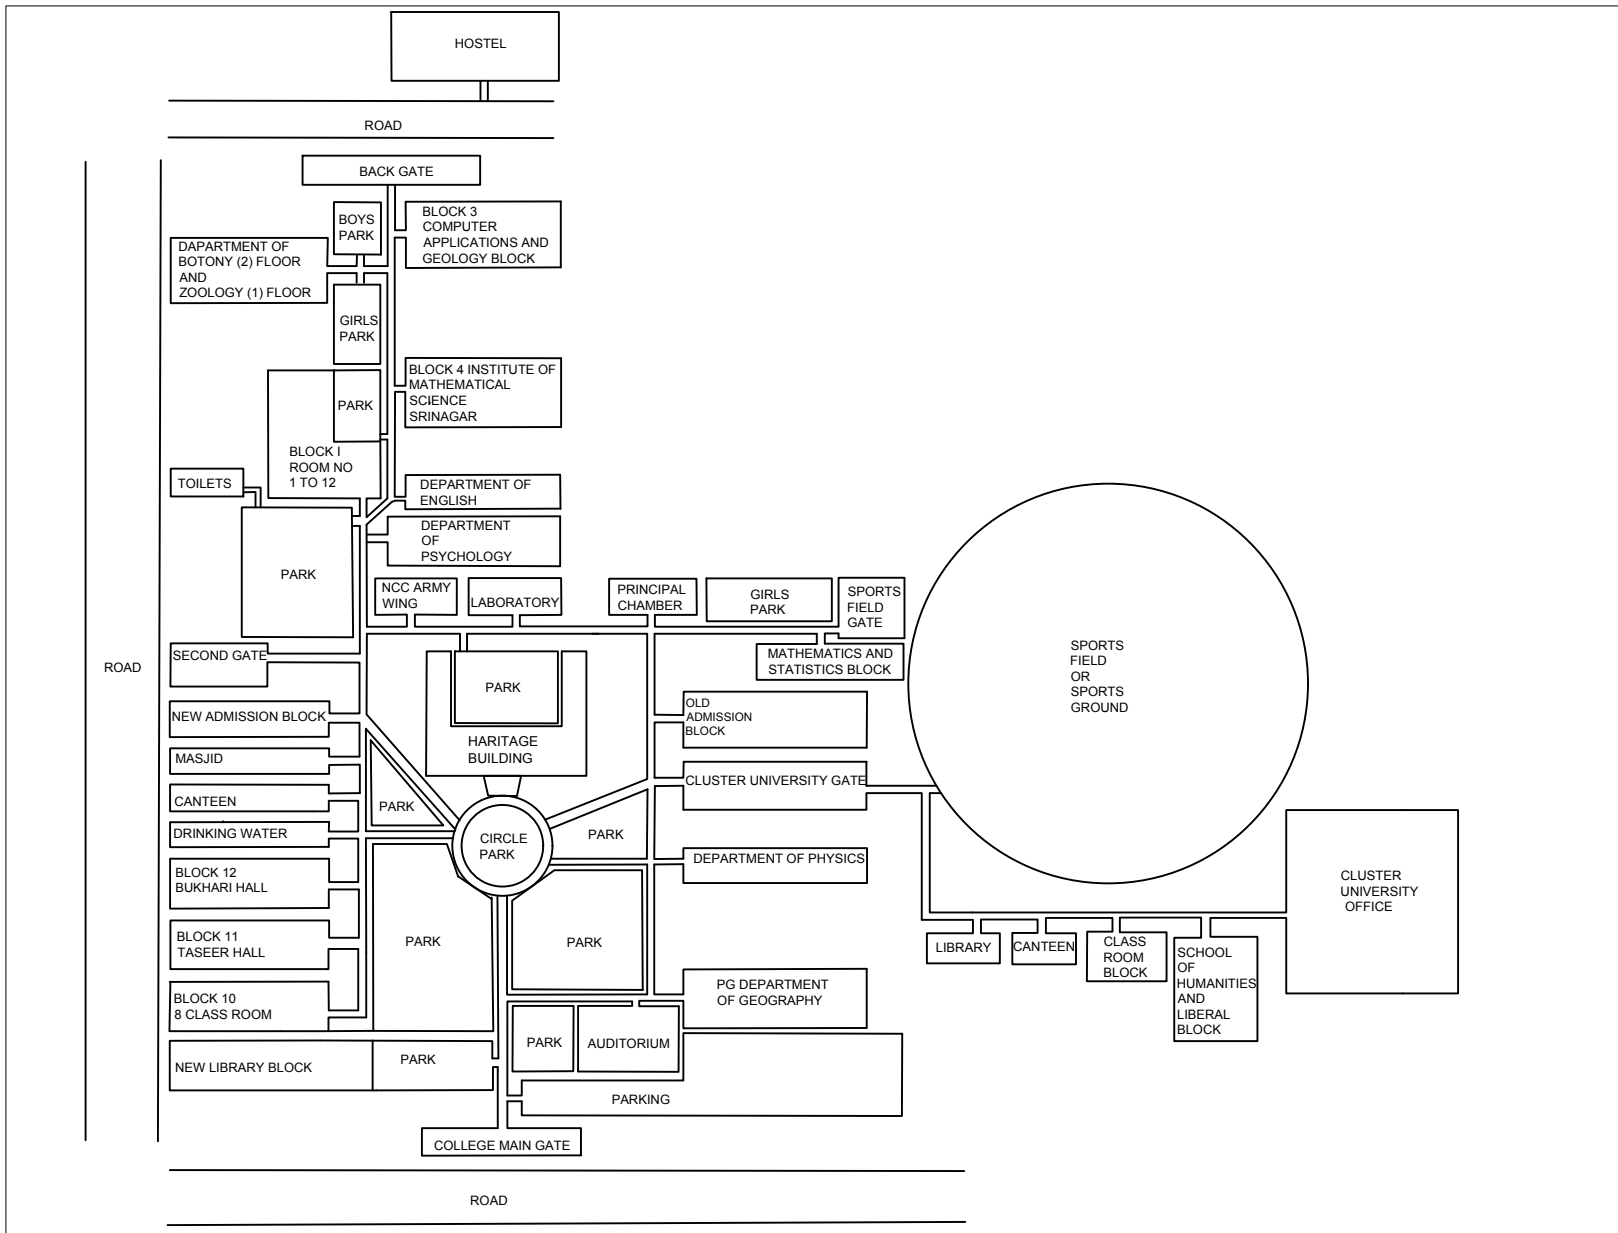 HOSTEL
ROAD
BACK GATE
BOYS
PARK
BLOCK 3
COMPUTER
APPLICATIONS AND
GEOLOGY BLOCK
DAPARTMENT OF
BOTONY (2) FLOOR
AND
ZOOLOGY (1) FLOOR
GIRLS
PARK
BLOCK 4 INSTITUTE OF
MATHEMATICAL
SCIENCE
SRINAGAR
PARK
BLOCK I
ROOM NO
1 TO 12
TOILETS
DEPARTMENT OF
ENGLISH
DEPARTMENT
OF
PSYCHOLOGY
PARK
NCC ARMY
WING
LABORATORY
PRINCIPAL
CHAMBER
GIRLS
PARK
SPORTS
FIELD
GATE
SECOND GATE
ROAD
MATHEMATICS AND
STATISTICS BLOCK
SPORTS
FIELD
OR
SPORTS
GROUND
PARK
HARITAGE
BUILDING
NEW ADMISSION BLOCK
OLD
ADMISSION
BLOCK
MASJID
CLUSTER UNIVERSITY GATE
CANTEEN
PARK
DRINKING WATER
CIRCLE
PARK
PARK
DEPARTMENT OF PHYSICS
BLOCK 12
BUKHARI HALL
CLUSTER
UNIVERSITY
OFFICE
BLOCK 11
TASEER HALL
PARK
PARK
LIBRARY
CANTEEN
CLASS
ROOM
BLOCK
SCHOOL
OF
HUMANITIES
AND
LIBERAL
BLOCK
BLOCK 10
8 CLASS ROOM
PG DEPARTMENT
OF GEOGRAPHY
NEW LIBRARY BLOCK
PARK
PARK
AUDITORIUM
PARKING
COLLEGE MAIN GATE
ROAD